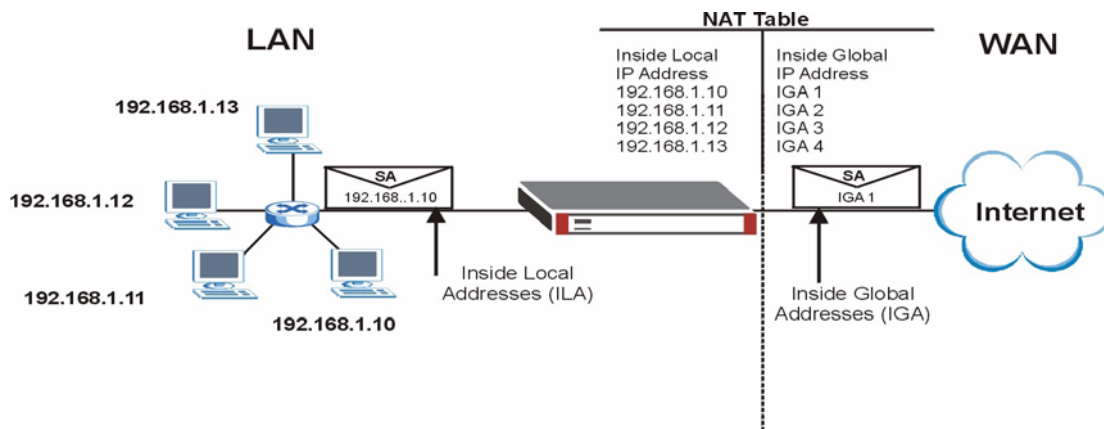 LAN
NAT Table
WAN
Inside Local
IP Address
192.168.1.10
192.168.1.11
192.168.1.12
192.168.1.13
Inside Global
IP Address
IGA 1
IGA 2
IGA 3
IGA 4
192.168.1.13
192.168.1.12
192.168.1.11
192.168.1.10
SA
192.168..1.10
SA
IGA 1
Internet
Inside Local
Addresses (ILA)
Inside Global
Addresses (IGA)